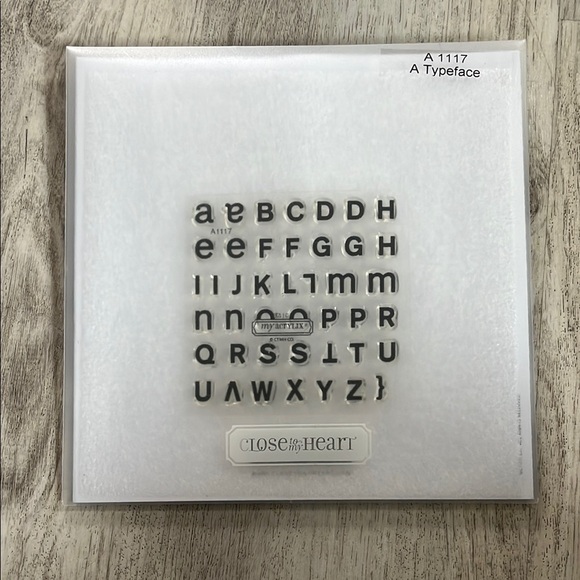 A 1117
A Typeface
a a B C D D H
A1117
e e F F G G H
I I J K L L m m
n n O O P P R
my acrylix®
Q R S S T T U
U V W X Y Z }
CLOSE to my HEART